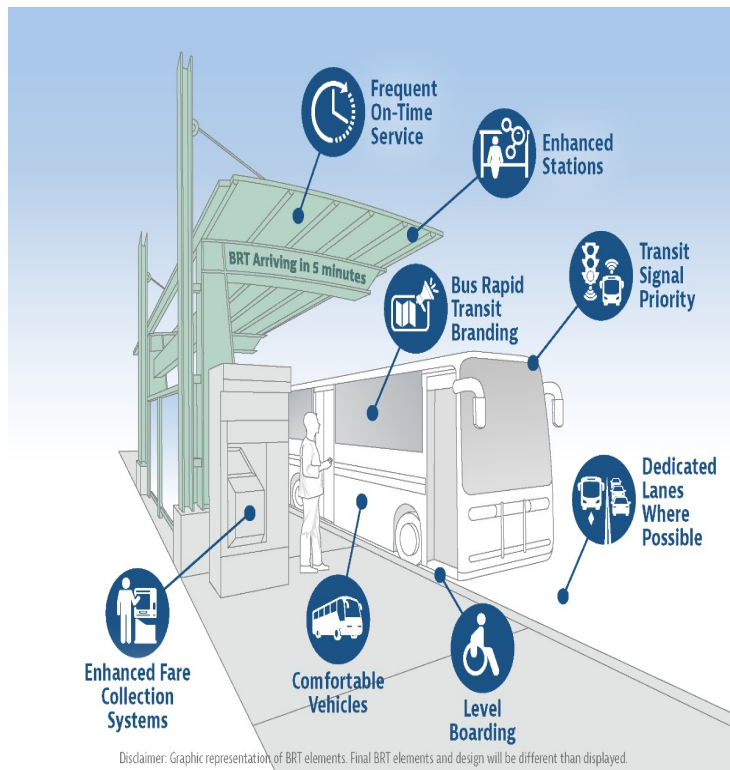 Frequent
On-Time
Service
Enhanced
Stations
BRT Arriving in 5 minutes
Bus Rapid
Transit
Branding
Transit
Signal
Priority
Dedicated
Lanes
Where
Possible
Enhanced Fare
Collection
Systems
Comfortable
Vehicles
Level
Boarding
Disclaimer: Graphic representation of BRT elements. Final BRT elements and design will be different than displayed.